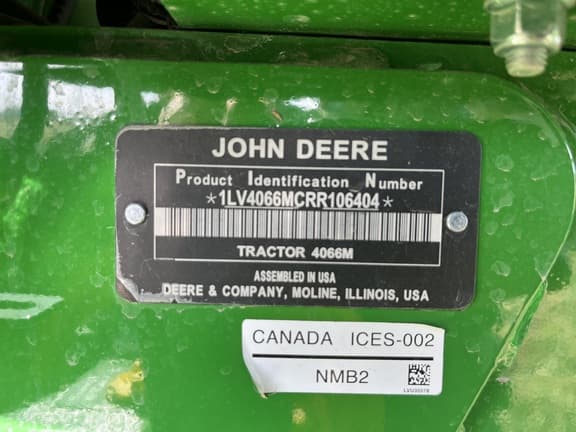 JOHN DEERE
Product Identification Number
*1LV4066MCRR106404*
TRACTOR 4066M
ASSEMBLED IN USA
DEERE & COMPANY, MOLINE, ILLINOIS, USA
CANADA ICES-002
NMB2